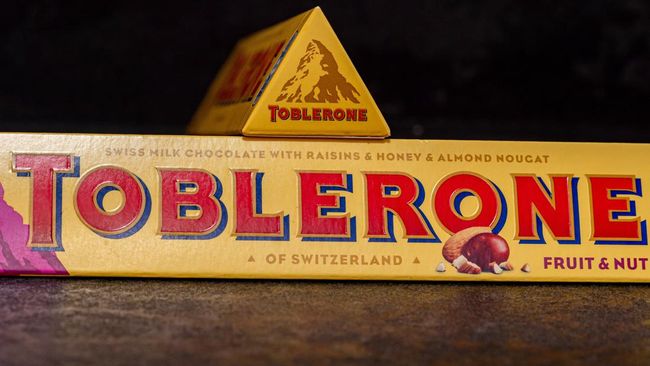 TOBLERONE
SWISS MILK CHOCOLATE WITH RAISINS & HONEY & ALMOND NOUGAT
TOBLERONE
OF SWITZERLAND
FRUIT & NUT